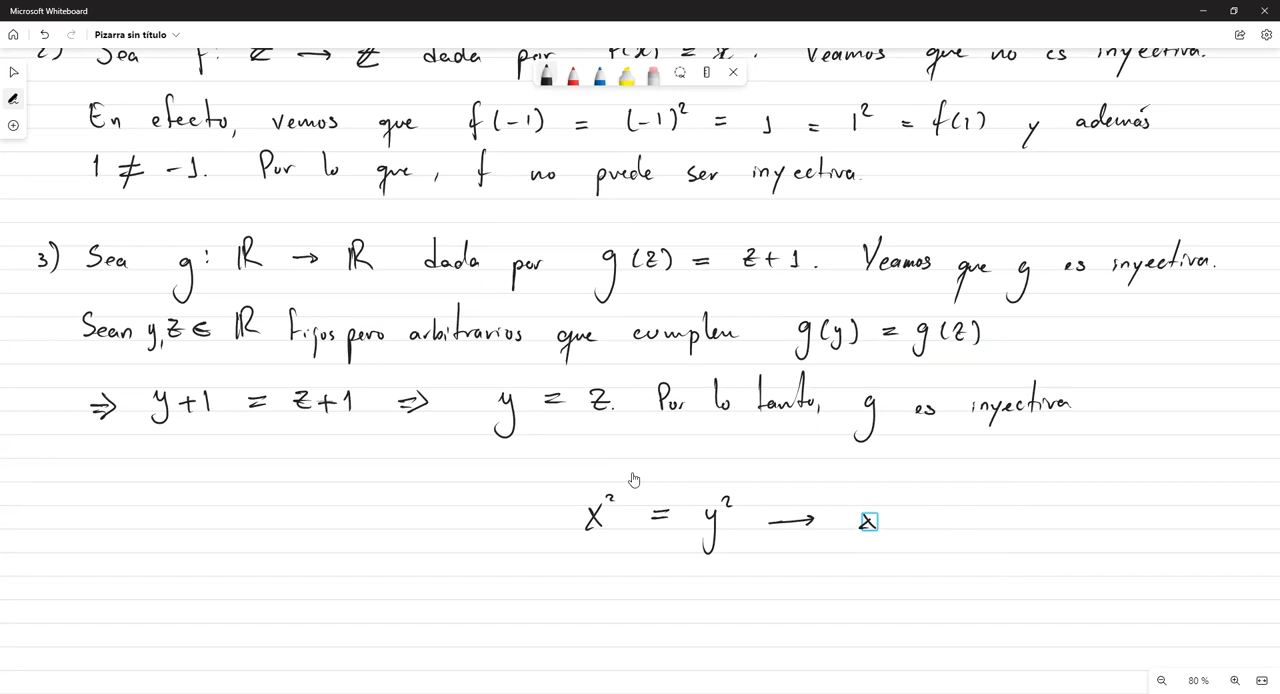 Microsoft Whiteboard
Pizarra sin título
2) Sea f: ℤ → ℤ dada por f(x) = x². Veamos que no es inyectiva.
En efecto, vemos que f(-1) = (-1)² = 1 = 1² = f(1) y además
1 ≠ -1. Por lo que, f no puede ser inyectiva.
3) Sea g: ℝ → ℝ dada por g(z) = z+1. Veamos que g es inyectiva.
Sean y,z ∈ ℝ fijos pero arbitrarios que cumplen g(y) = g(z)
⇒ y+1 = z+1 ⇒ y = z. Por lo tanto, g es inyectiva
x² = y² → x
80 %